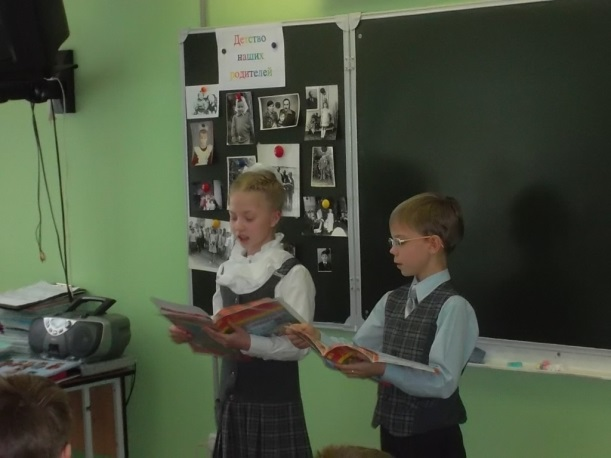 Детство
наших
родителей